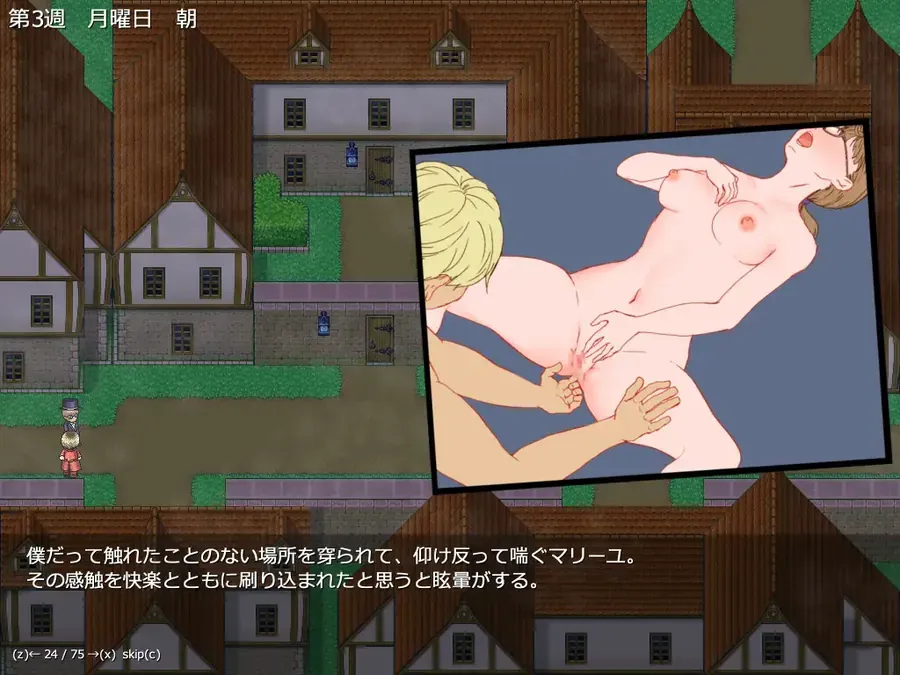 第3週　月曜日　朝
僕だって触れたことのない場所を穿られて、仰け反って喘ぐマリーユ。
その感触を快楽とともに刷り込まれたと思うと眩暈がする。
(z)← 24 / 75 →(x)  skip(c)